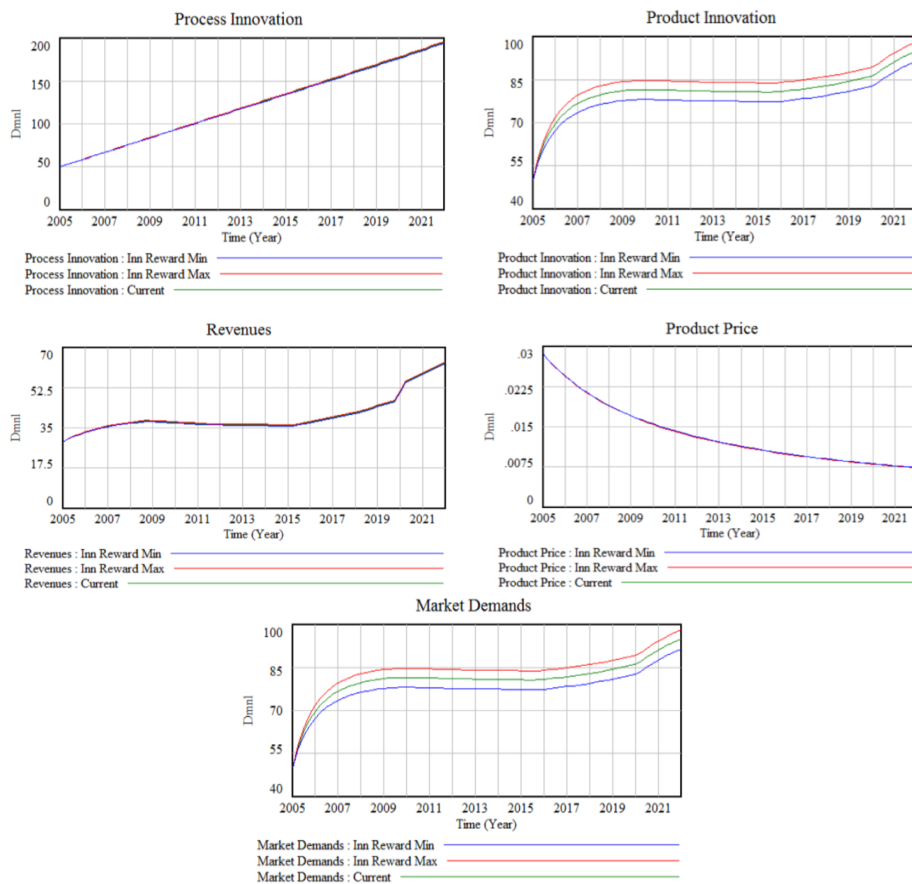 Process Innovation
200
150
100
50
0
Dmnl
2005 2007 2009 2011 2013 2015 2017 2019 2021
Time (Year)
Process Innovation : Inn Reward Min
Process Innovation : Inn Reward Max
Process Innovation : Current
Product Innovation
100
85
70
55
40
Dmnl
2005 2007 2009 2011 2013 2015 2017 2019 2021
Time (Year)
Product Innovation : Inn Reward Min
Product Innovation : Inn Reward Max
Product Innovation : Current
Revenues
70
52.5
35
17.5
0
Dmnl
2005 2007 2009 2011 2013 2015 2017 2019 2021
Time (Year)
Revenues : Inn Reward Min
Revenues : Inn Reward Max
Revenues : Current
Product Price
.03
.0225
.015
.0075
0
Dmnl
2005 2007 2009 2011 2013 2015 2017 2019 2021
Time (Year)
Product Price : Inn Reward Min
Product Price : Inn Reward Max
Product Price : Current
Market Demands
100
85
70
55
40
Dmnl
2005 2007 2009 2011 2013 2015 2017 2019 2021
Time (Year)
Market Demands : Inn Reward Min
Market Demands : Inn Reward Max
Market Demands : Current